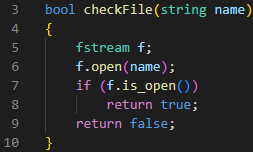 3 bool checkFile(string name)
4 {
5     fstream f;
6     f.open(name);
7     if (f.is_open())
8         return true;
9     return false;
10 }